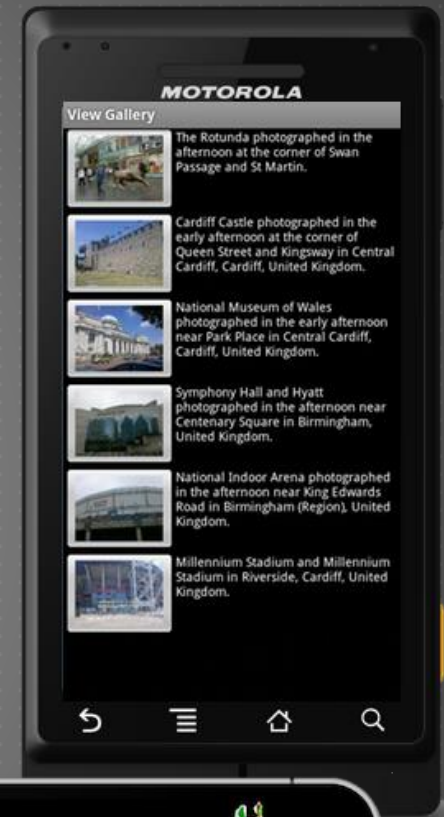 MOTOROLA
View Gallery
The Rotunda photographed in the
afternoon at the corner of Swan
Passage and St Martin.
Cardiff Castle photographed in the
early afternoon at the corner of
Queen Street and Kingsway in Central
Cardiff, Cardiff, United Kingdom.
National Museum of Wales
photographed in the early afternoon
near Park Place in Central Cardiff,
Cardiff, United Kingdom.
Symphony Hall and Hyatt
photographed in the afternoon near
Centenary Square in Birmingham,
United Kingdom.
National Indoor Arena photographed
in the afternoon near King Edwards
Road in Birmingham (Region), United
Kingdom.
Millennium Stadium and Millennium
Stadium in Riverside, Cardiff, United
Kingdom.